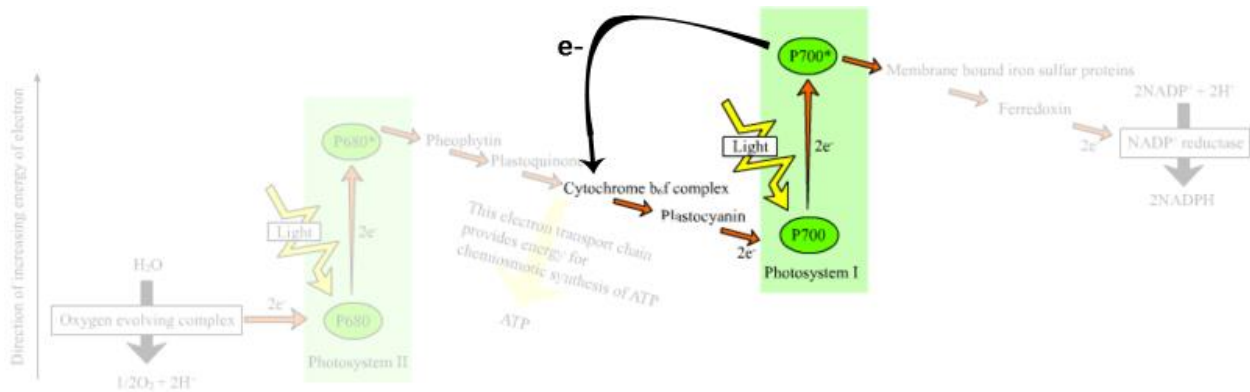 Direction of increasing energy of electron
H₂O
Oxygen evolving complex
1/2O₂ + 2H⁺
2e⁻
Light
2e⁻
P680*
P680
Photosystem II
Pheophytin
Plastoquinone
This electron transport chain
provides energy for
chemiosmotic synthesis of ATP
ATP
e-
Cytochrome b₆f complex
Plastocyanin
2e⁻
Light
2e⁻
P700*
P700
Photosystem I
Membrane bound iron sulfur proteins
Ferredoxin
2e⁻
2NADP⁺ + 2H⁺
NADP⁺ reductase
2NADPH